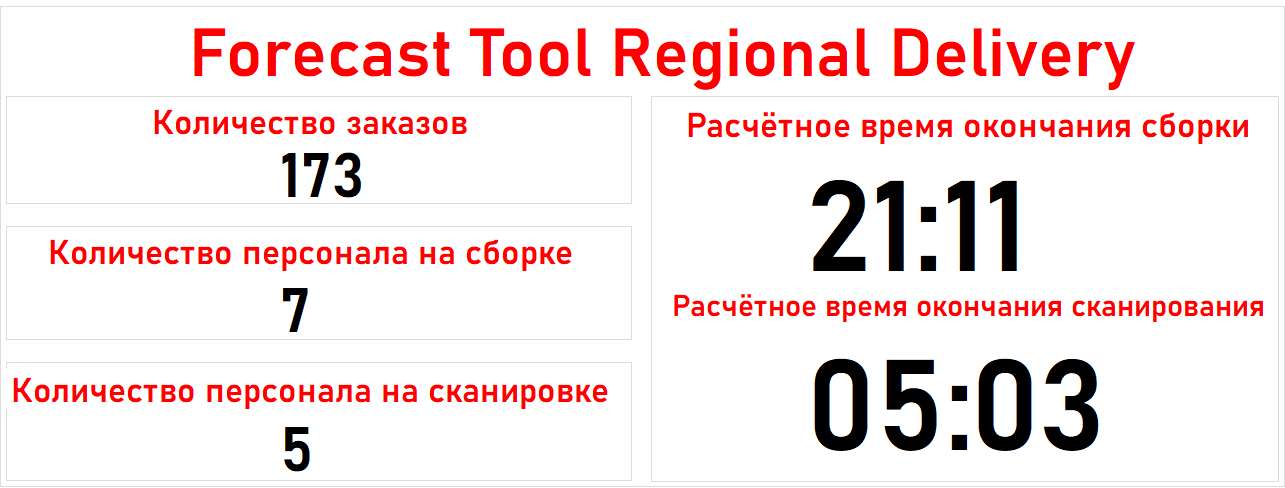 Forecast Tool Regional Delivery
Количество заказов
173
Количество персонала на сборке
7
Количество персонала на сканировке
5
Расчётное время окончания сборки
21:11
Расчётное время окончания сканирования
05:03